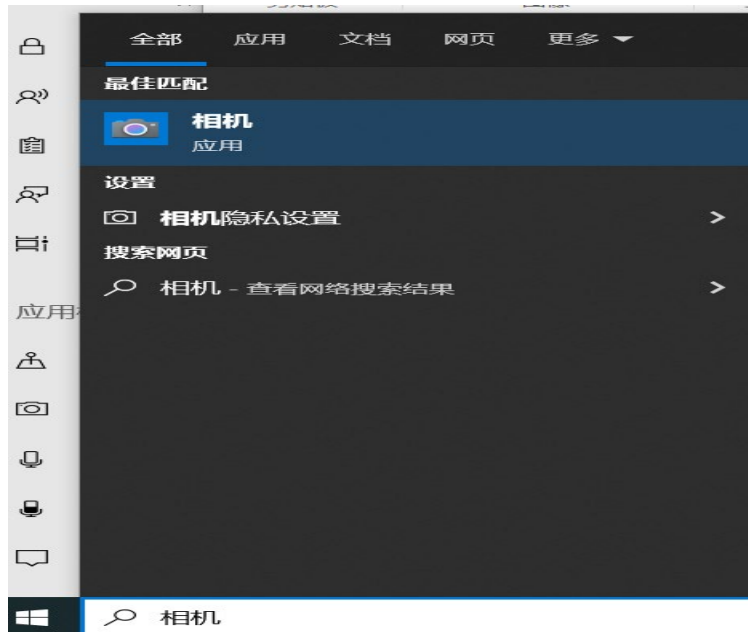 全部 应用 文档 网页 更多
最佳匹配
相机
应用
设置
相机隐私设置
搜索网页
相机 - 查看网络搜索结果
应用
相机